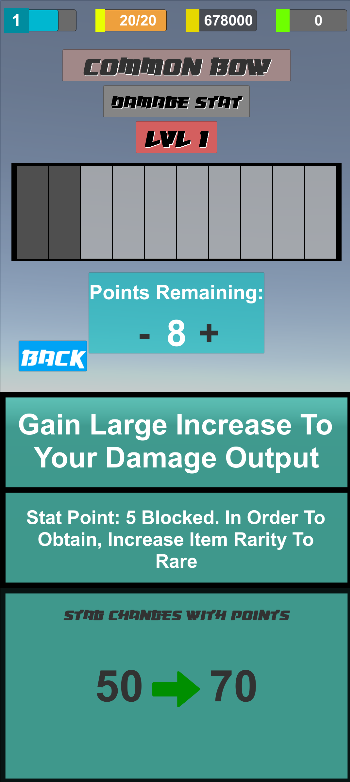 1
20/20
678000
0
COMMON BOW
DAMAGE STAT
LVL 1
Points Remaining:
- 8 +
BACK
Gain Large Increase To
Your Damage Output
Stat Point: 5 Blocked. In Order To
Obtain, Increase Item Rarity To
Rare
STAD CHANGES WITH POINTS
50 70